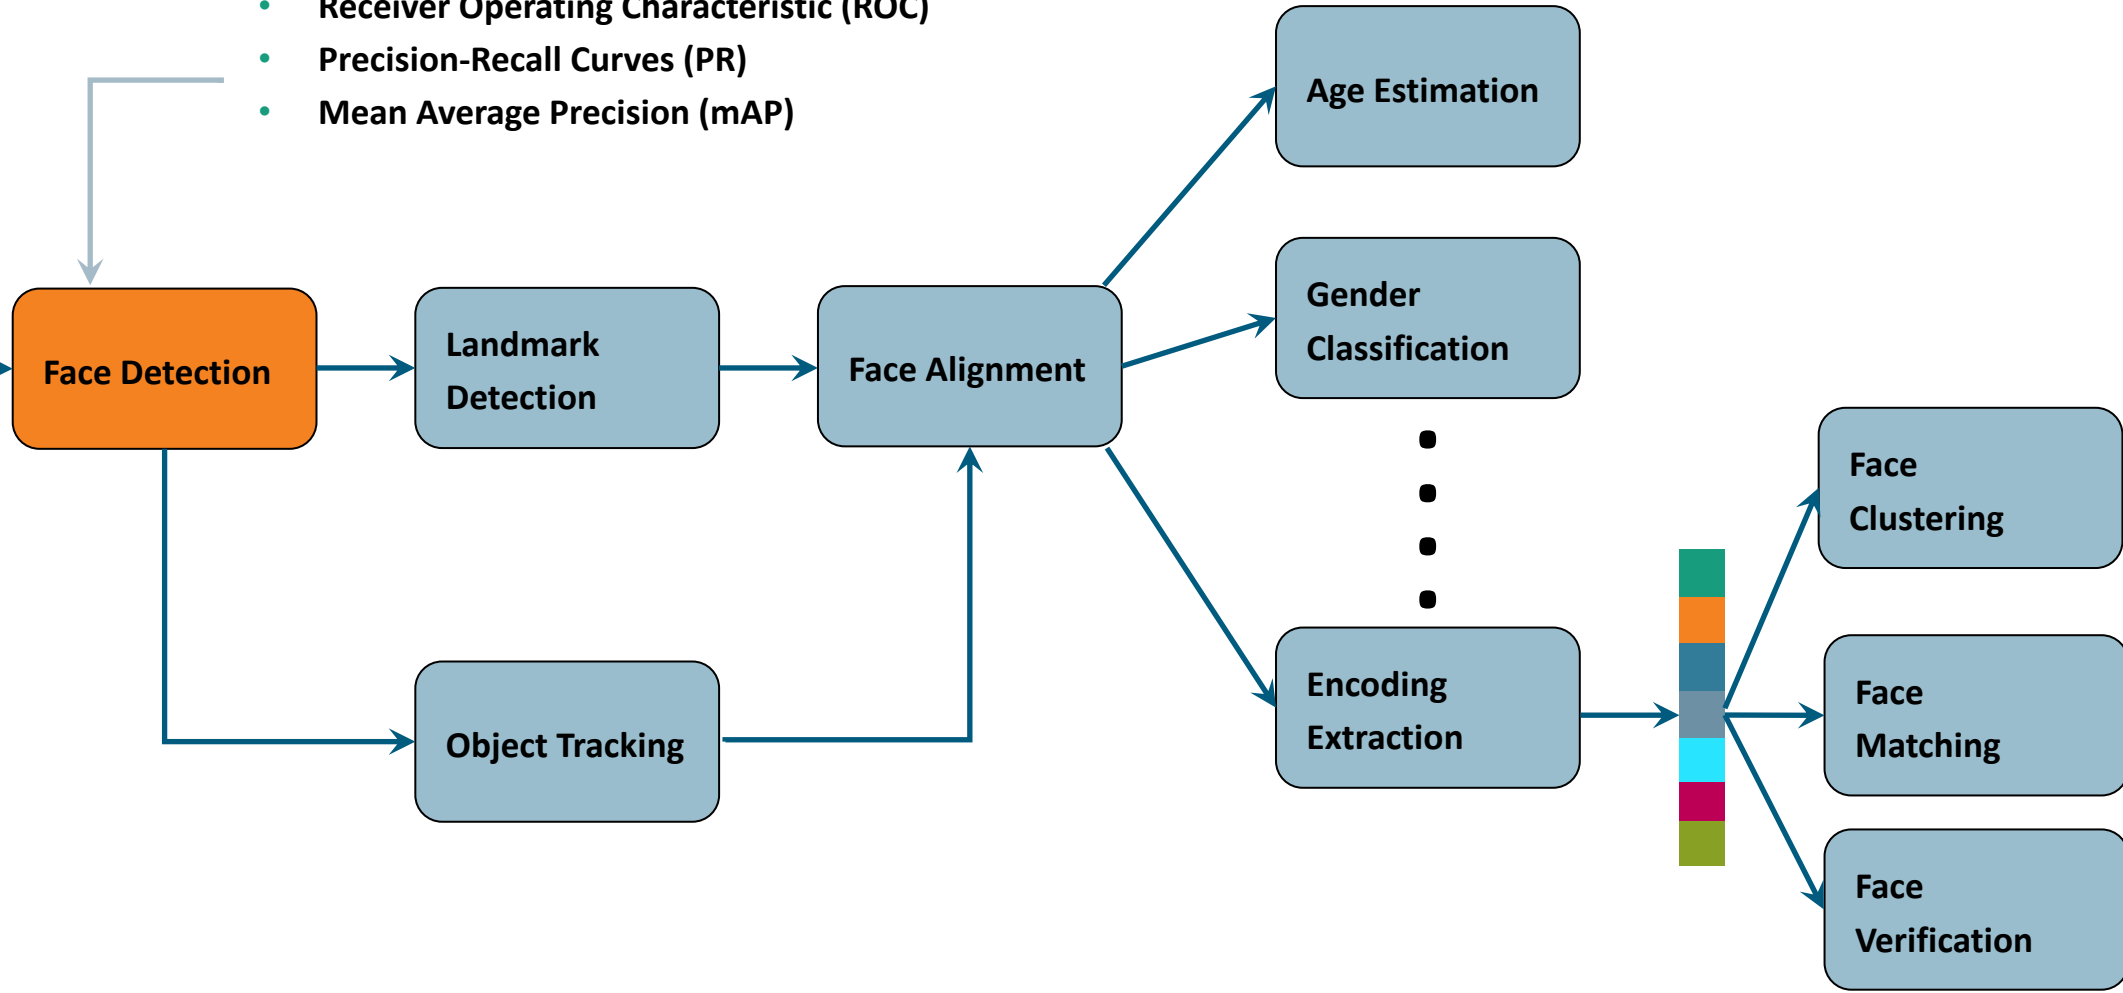 Receiver Operating Characteristic (ROC)
Precision-Recall Curves (PR)
Mean Average Precision (mAP)
Age Estimation
Gender
Classification
Face Detection
Landmark
Detection
Face Alignment
Face
Clustering
Object Tracking
Encoding
Extraction
Face
Matching
Face
Verification